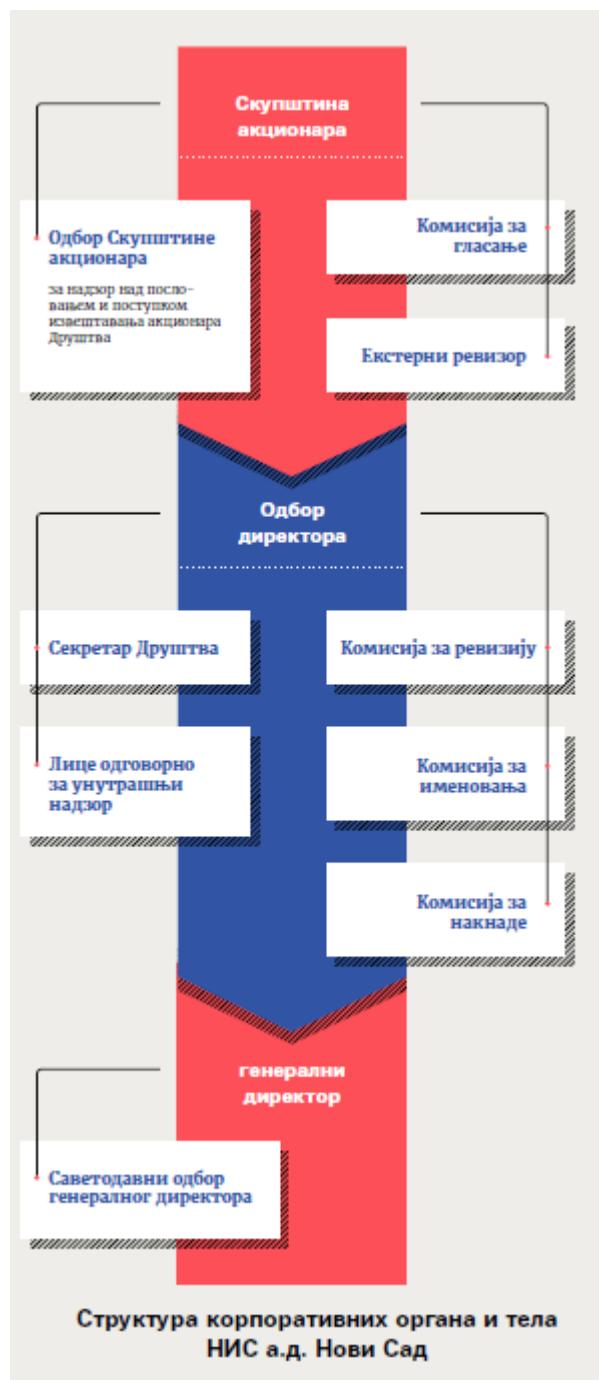 Скупштина
акционара
Одбор Скупштине
акционара
за надзор над посло-
вањем и поступком
извештавања акционара
Друштва
Комисија за
гласање
Екстерни ревизор
Одбор
директора
Секретар Друштва
Лице одговорно
за унутрашњи
надзор
Комисија за ревизију
Комисија за
именовања
Комисија за
накнаде
генерални
директор
Саветодавни одбор
генералног директора
Структура корпоративних органа и тела
НИС а.д. Нови Сад